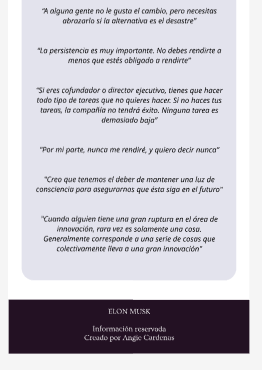 “A alguna gente no le gusta el cambio, pero necesitas
abrazarlo si la alternativa es el desastre”
“La persistencia es muy importante. No debes rendirte a
menos que estés obligado a rendirte”
“Si eres cofundador o director ejecutivo, tienes que hacer
todo tipo de tareas que no quieres hacer. Si no haces tus
tareas, la compañía no tendrá éxito. Ninguna tarea es
demasiado baja”
“Por mi parte, nunca me rendiré, y quiero decir nunca”
"Creo que tenemos el deber de mantener una luz de
consciencia para asegurarnos que ésta siga en el futuro"
"Cuando alguien tiene una gran ruptura en el área de
innovación, rara vez es solamente una cosa.
Generalmente corresponde a una serie de cosas que
colectivamente lleva a una gran innovación"
ELON MUSK
Información reservada
Creado por Angie Cardenas